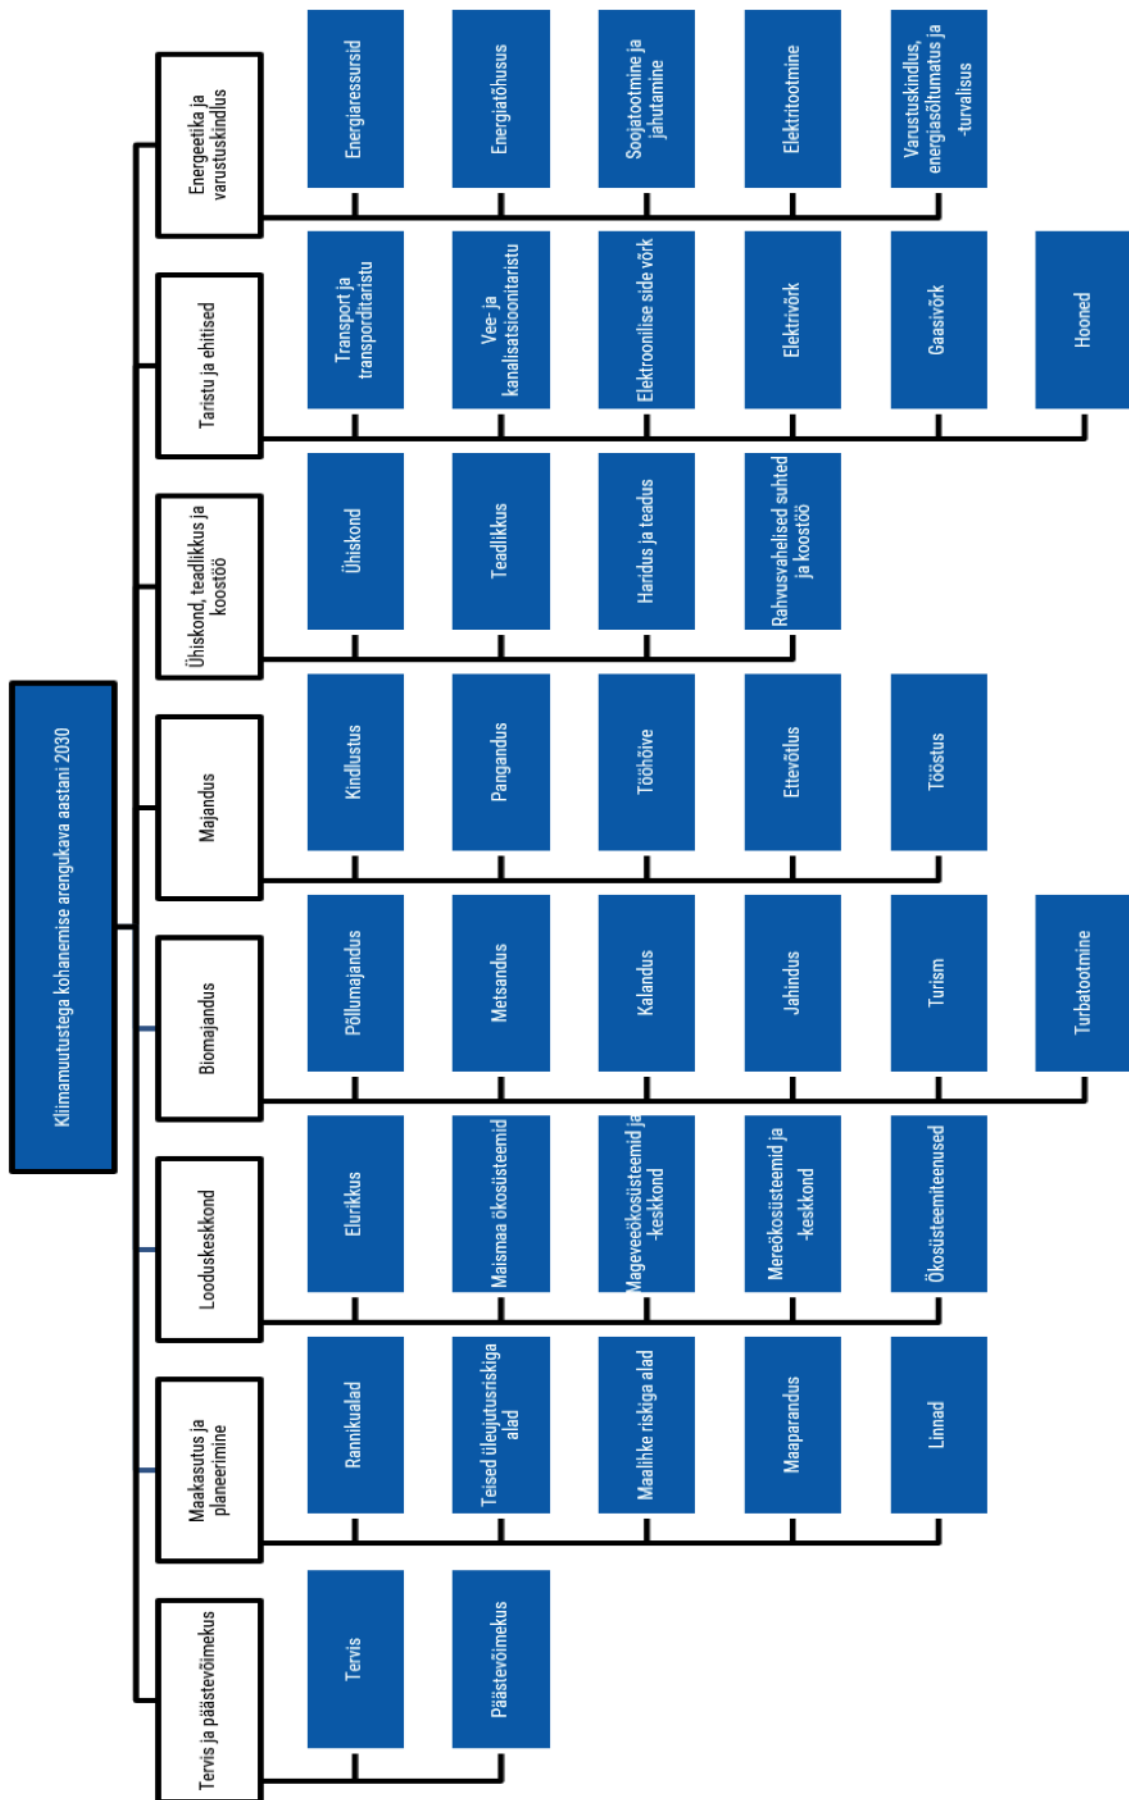 Kliimamuutustega kohanemise arengukava aastani 2030
Tervis ja päästevõimekus
Tervis
Päästevõimekus
Maakasutus ja
planeerimine
Rannikualad
Teised üleujutusriskiga
alad
Maalihke riskiga alad
Maaparandus
Linnad
Looduskeskkond
Elurikkus
Maismaa ökosüsteemid
Mageveeökosüsteemid ja
-keskkond
Mereökosüsteemid ja
-keskkond
Ökosüsteemiteenused
Biomajandus
Põllumajandus
Metsandus
Kalandus
Jahindus
Turism
Turbatootmine
Majandus
Kindlustus
Pangandus
Tööhõive
Ettevõtlus
Tööstus
Ühiskond, teadlikkus ja
koostöö
Ühiskond
Teadlikkus
Haridus ja teadus
Rahvusvahelised suhted
ja koostöö
Taristu ja ehitised
Transport ja
transporditaristu
Vee- ja
kanalisatsioonitaristu
Elektroonilise side võrk
Elektrivõrk
Gaasivõrk
Hooned
Energeetika ja
varustuskindlus
Energiaressursid
Energiatõhusus
Soojatootmine ja
jahutamine
Elektritootmine
Varustuskindlus,
energiasõltumatus ja
-turvalisus